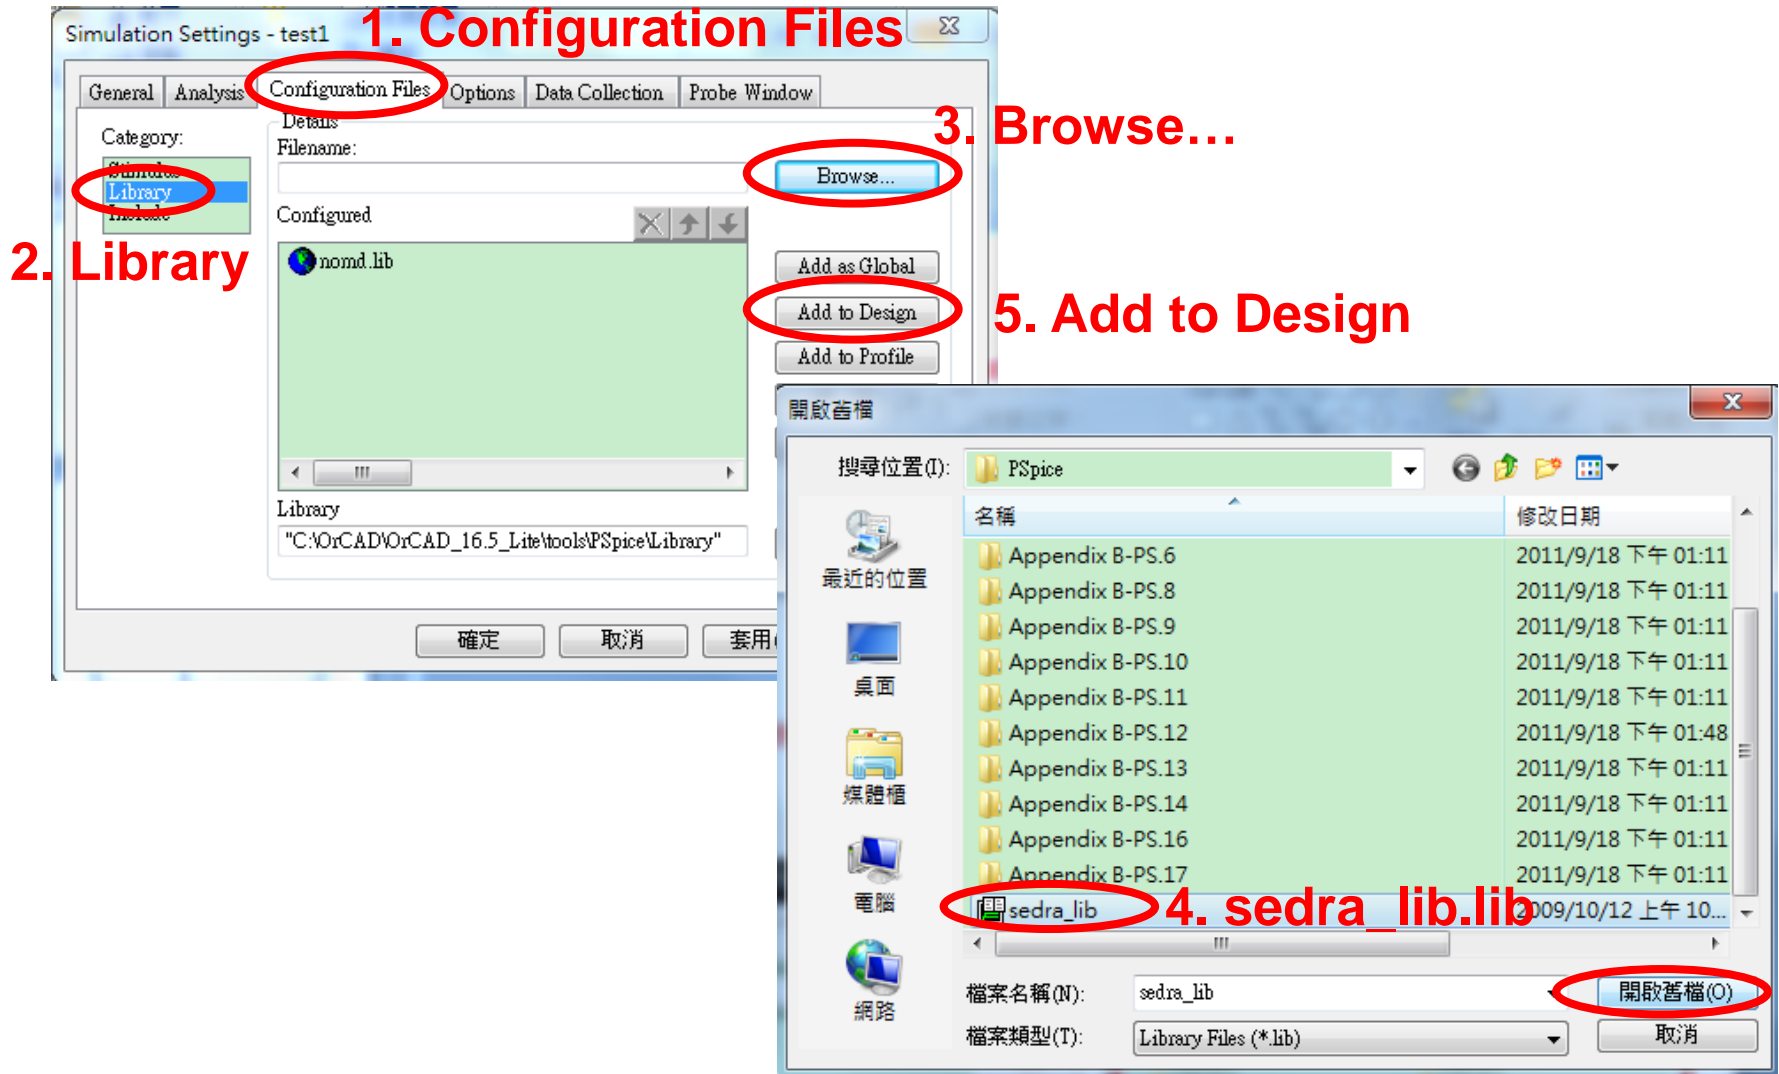 Simulation Settings - test1
1. Configuration Files
General
Analysis
Configuration Files
Options
Data Collection
Probe Window
Category:
Stimulus
Library
Include
2. Library
Details
Filename:
Browse...
3. Browse...
Configured
nomd.lib
Add as Global
Add to Design
5. Add to Design
Add to Profile
Library
"C:\OrCAD\OrCAD_16.5_Lite\tools\PSpice\Library"
確定
取消
套用(
開啟舊檔
搜尋位置(I):
PSpice
最近的位置
桌面
媒體櫃
電腦
網路
名稱
修改日期
Appendix B-PS.6 2011/9/18 下午 01:11
Appendix B-PS.8 2011/9/18 下午 01:11
Appendix B-PS.9 2011/9/18 下午 01:11
Appendix B-PS.10 2011/9/18 下午 01:11
Appendix B-PS.11 2011/9/18 下午 01:11
Appendix B-PS.12 2011/9/18 下午 01:48
Appendix B-PS.13 2011/9/18 下午 01:11
Appendix B-PS.14 2011/9/18 下午 01:11
Appendix B-PS.16 2011/9/18 下午 01:11
Appendix B-PS.17 2011/9/18 下午 01:11
sedra_lib 2009/10/12 上午 10...
4. sedra_lib.lib
檔案名稱(N):
sedra_lib
開啟舊檔(O)
檔案類型(T):
Library Files (*.lib)
取消